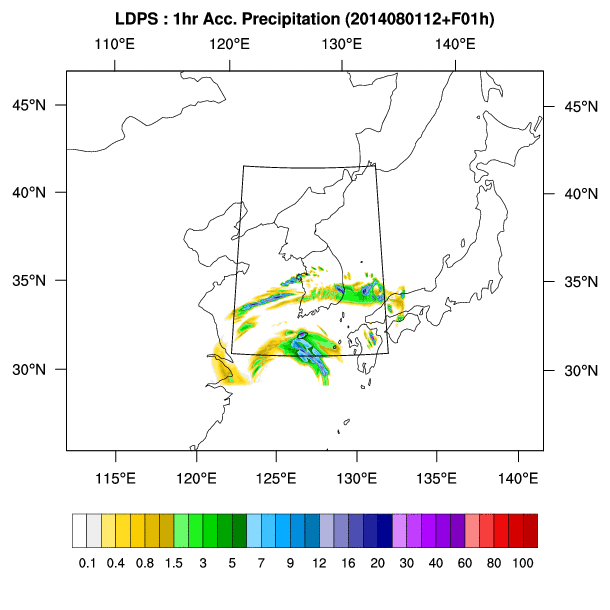 LDPS : 1hr Acc. Precipitation (2014080112+F01h)
110°E 120°E 130°E 140°E
45°N 45°N
40°N 40°N
35°N 35°N
30°N 30°N
115°E 120°E 125°E 130°E 135°E 140°E
0.1 0.4 0.8 1.5 3 5 7 9 12 16 20 30 40 60 80 100